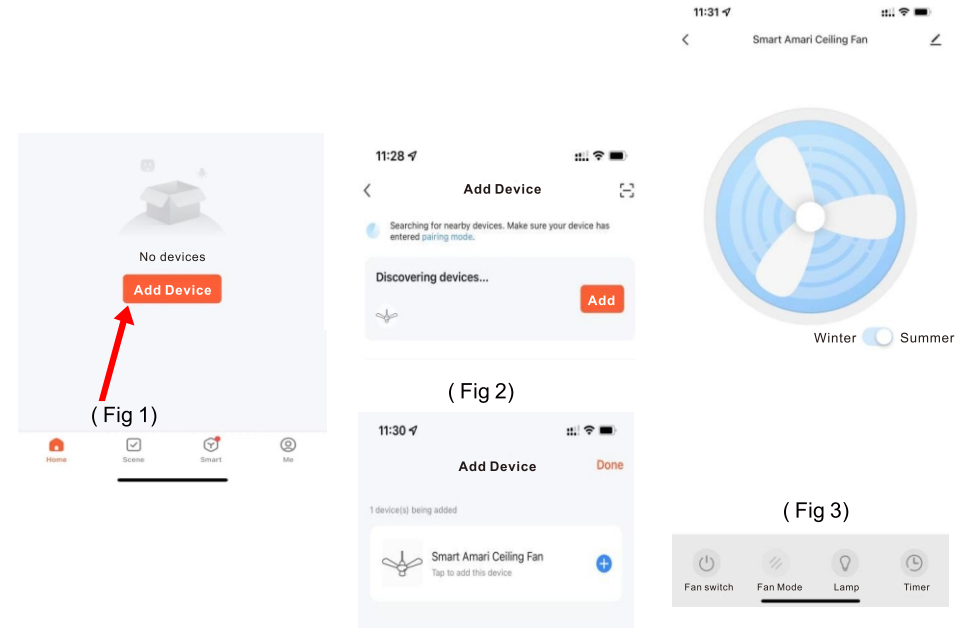 No devices
Add Device
( Fig 1)
Home
Scene
Smart
Me
11:28
Add Device
Searching for nearby devices. Make sure your device has
entered pairing mode.
Discovering devices...
Add
( Fig 2)
11:30
Add Device
Done
1 device(s) being added
Smart Amari Ceiling Fan
Tap to add this device
11:31
Smart Amari Ceiling Fan
Winter
Summer
( Fig 3)
Fan switch
Fan Mode
Lamp
Timer